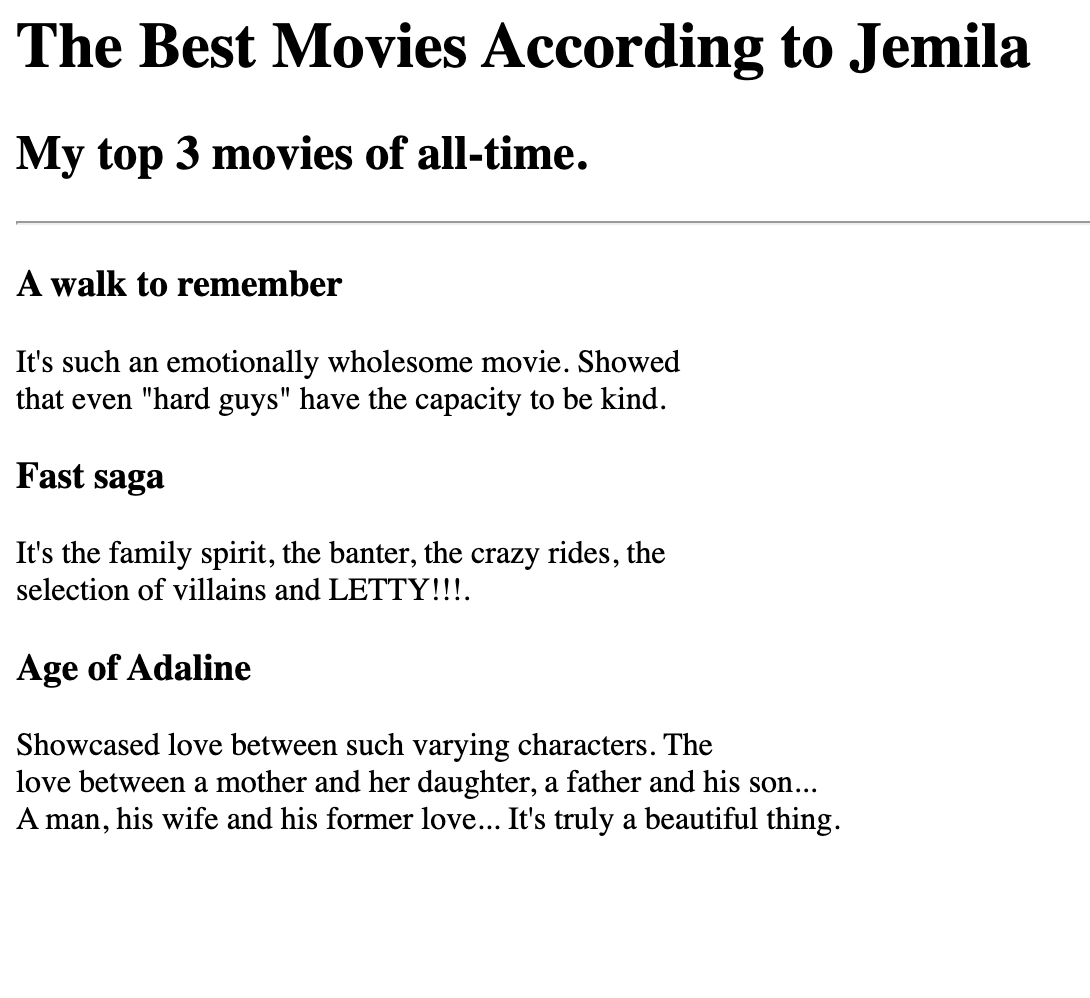 The Best Movies According to Jemila
My top 3 movies of all-time.
A walk to remember
It's such an emotionally wholesome movie. Showed
that even "hard guys" have the capacity to be kind.
Fast saga
It's the family spirit, the banter, the crazy rides, the
selection of villains and LETTY!!!.
Age of Adaline
Showcased love between such varying characters. The
love between a mother and her daughter, a father and his son...
A man, his wife and his former love... It's truly a beautiful thing.